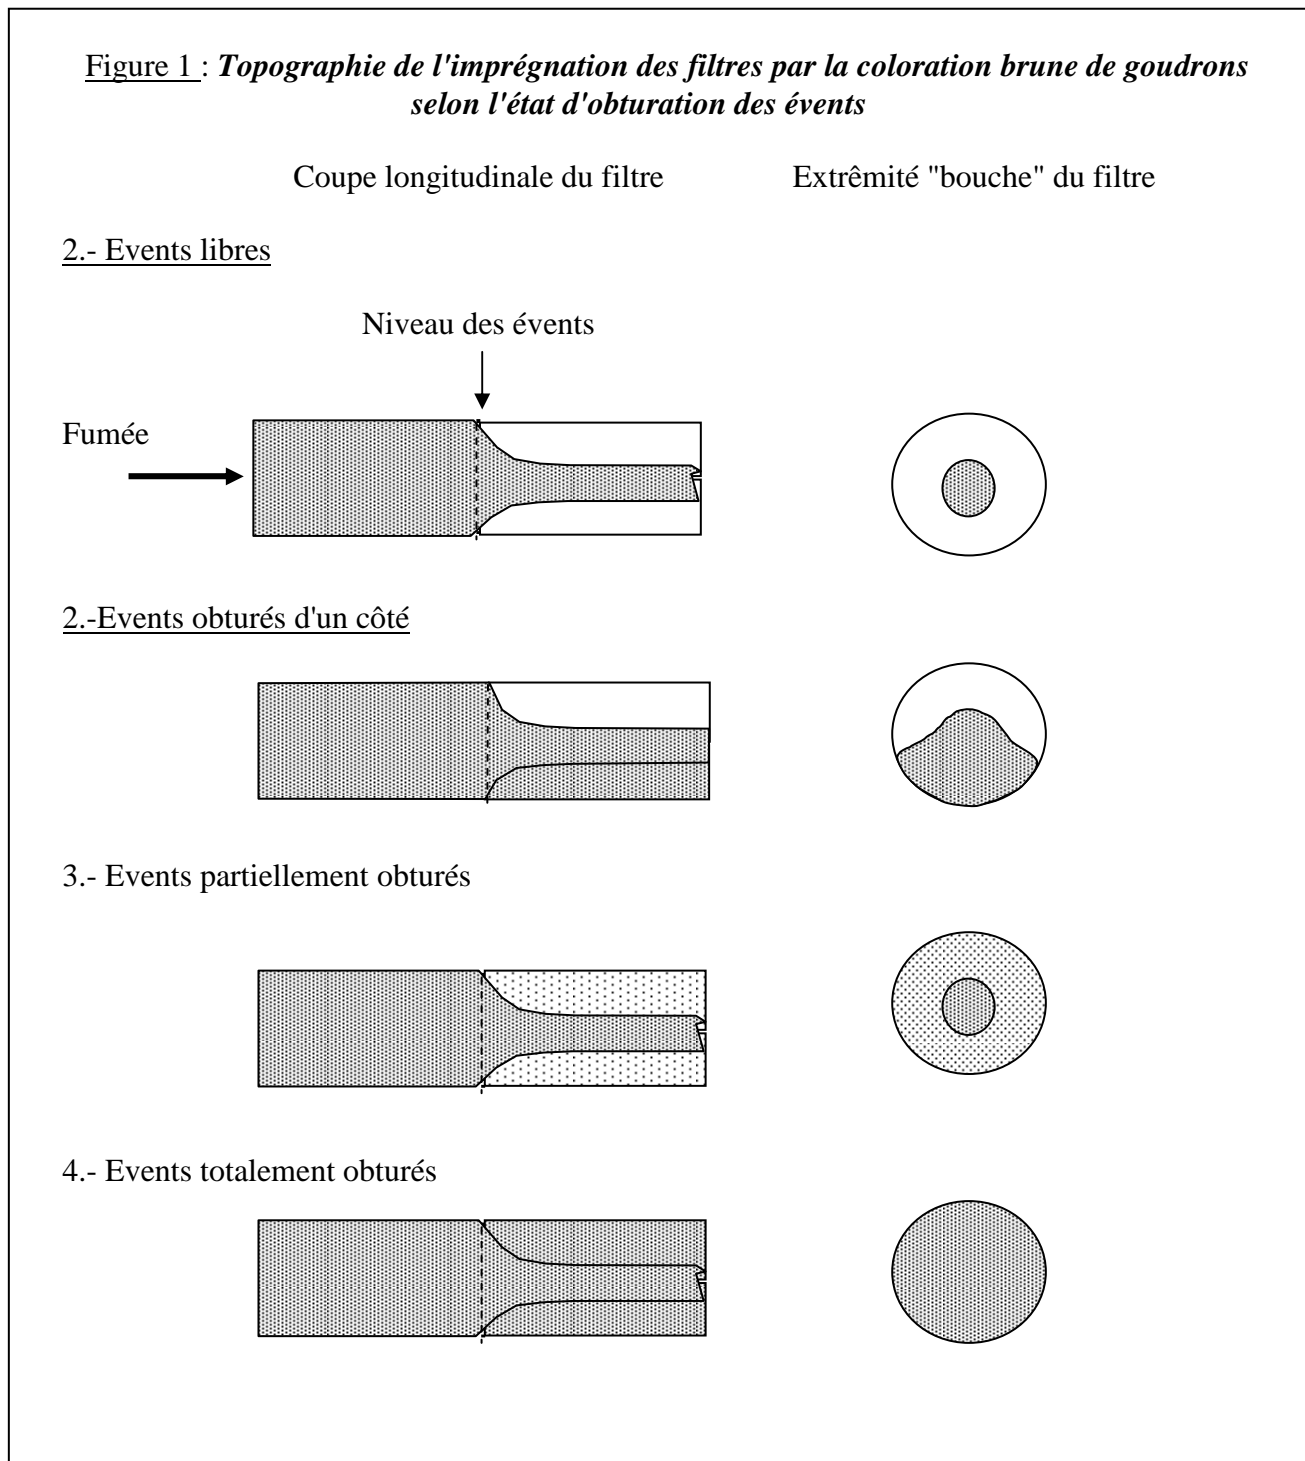 Figure 1 : Topographie de l'imprégnation des filtres par la coloration brune de goudrons
selon l'état d'obturation des évents
Coupe longitudinale du filtre
Extrêmité "bouche" du filtre
2.- Events libres
Niveau des évents
Fumée
2.-Events obturés d'un côté
3.- Events partiellement obturés
4.- Events totalement obturés